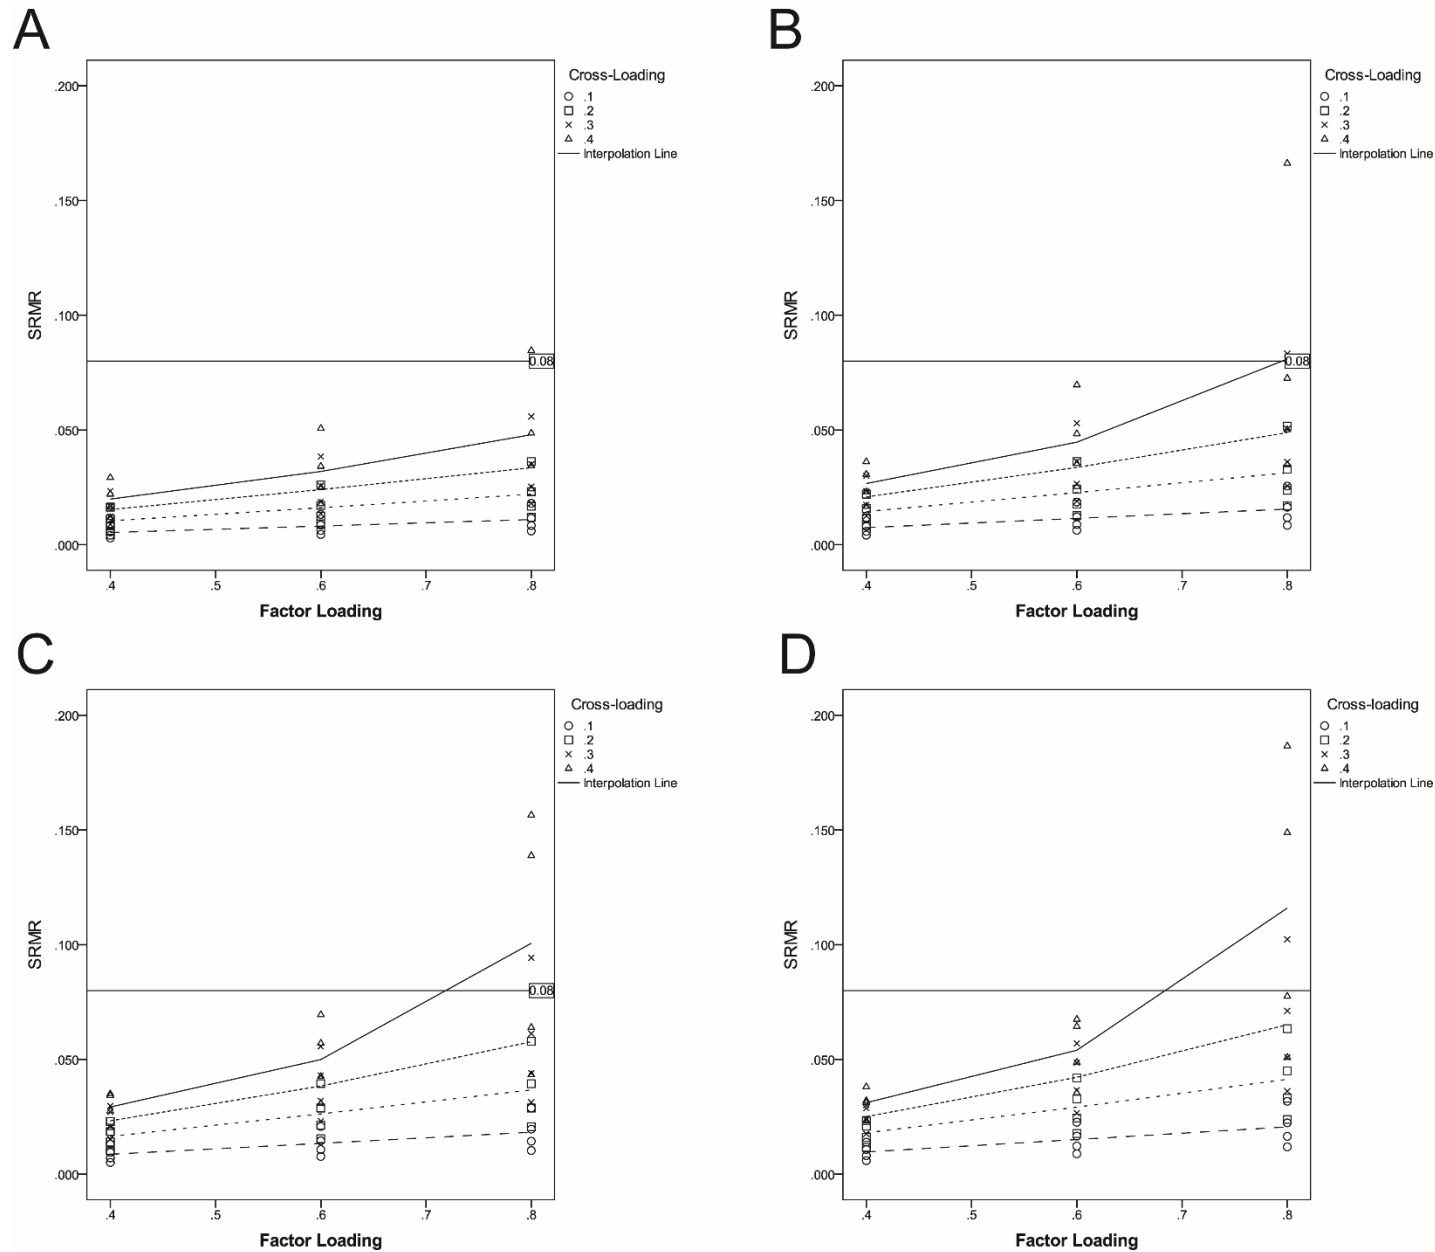 A
Cross-Loading
.1
.2
.3
.4
Interpolation Line
.200
.150
.100
.050
.000
SRMR
0.08
.4
.5
.6
.7
.8
Factor Loading
B
Cross-Loading
.1
.2
.3
.4
Interpolation Line
.200
.150
.100
.050
.000
SRMR
0.08
.4
.5
.6
.7
.8
Factor Loading
C
Cross-loading
.1
.2
.3
.4
Interpolation Line
.200
.150
.100
.050
.000
SRMR
0.08
.4
.5
.6
.7
.8
Factor Loading
D
Cross-loading
.1
.2
.3
.4
Interpolation Line
.200
.150
.100
.050
.000
SRMR
.4
.5
.6
.7
.8
Factor Loading